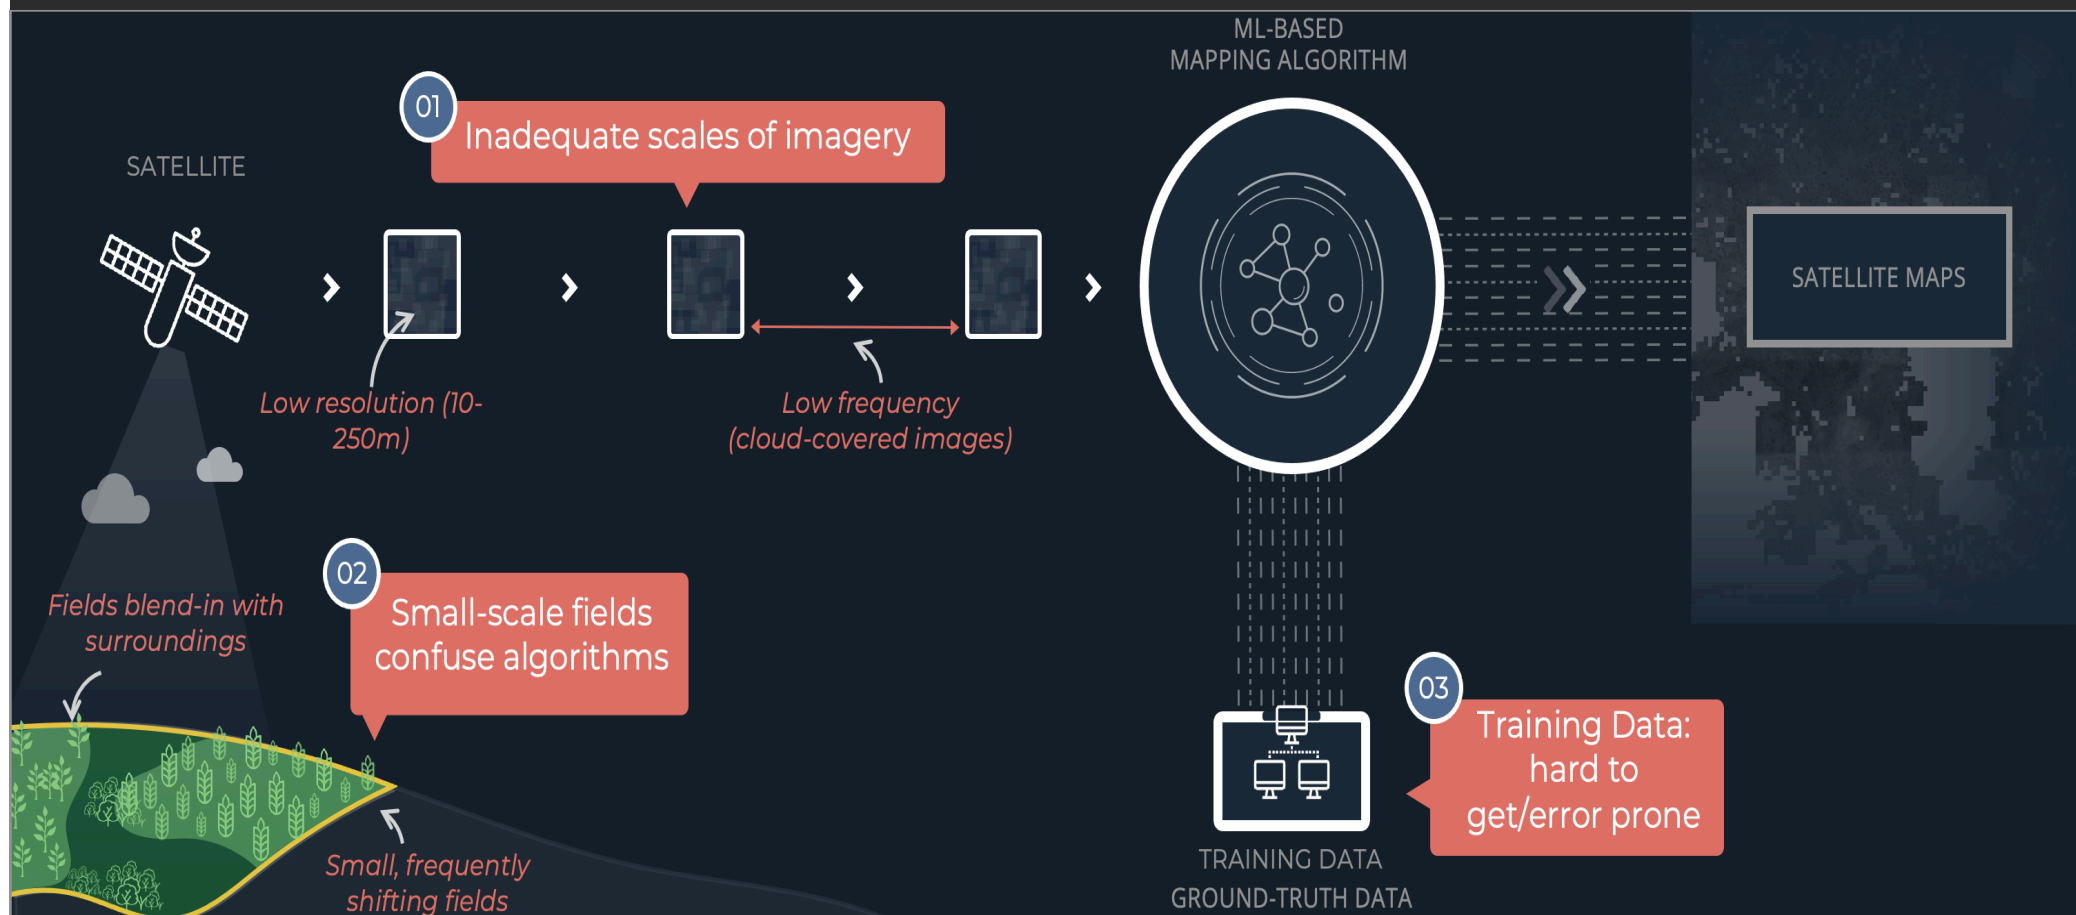 ML-BASED
MAPPING ALGORITHM
01
Inadequate scales of imagery
SATELLITE
SATELLITE MAPS
Low resolution (10-
250m)
Low frequency
(cloud-covered images)
02
Small-scale fields
confuse algorithms
Fields blend-in with
surroundings
03
Training Data:
hard to
get/error prone
Small, frequently
shifting fields
TRAINING DATA
GROUND-TRUTH DATA